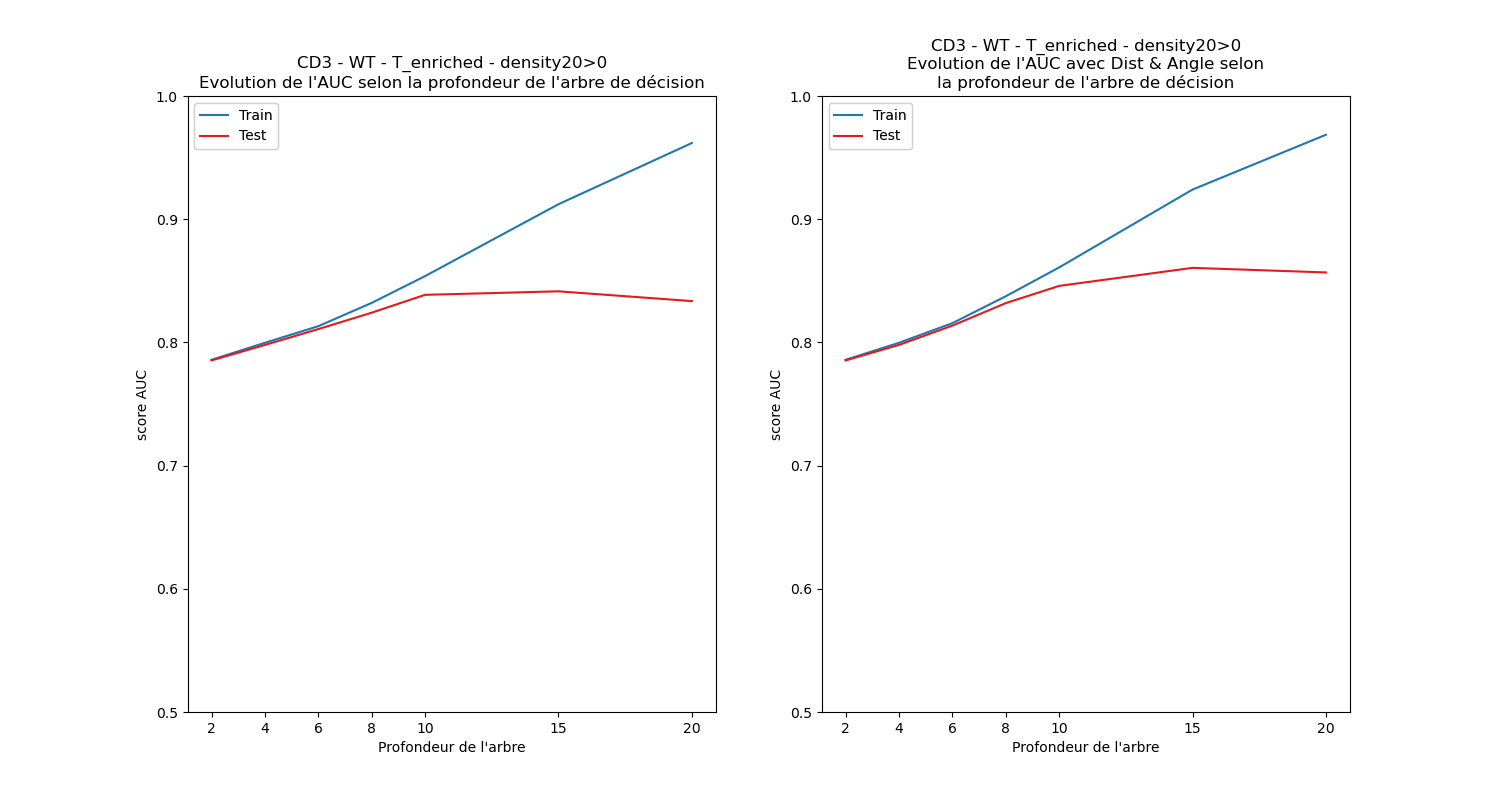 CD3 - WT - T_enriched - density20>0
Evolution de l'AUC selon la profondeur de l'arbre de décision
1.0
0.9
0.8
0.7
0.6
0.5
score AUC
Train
Test
2 4 6 8 10 15 20
Profondeur de l'arbre
CD3 - WT - T_enriched - density20>0
Evolution de l'AUC avec Dist & Angle selon
la profondeur de l'arbre de décision
1.0
0.9
0.8
0.7
0.6
0.5
score AUC
Train
Test
2 4 6 8 10 15 20
Profondeur de l'arbre